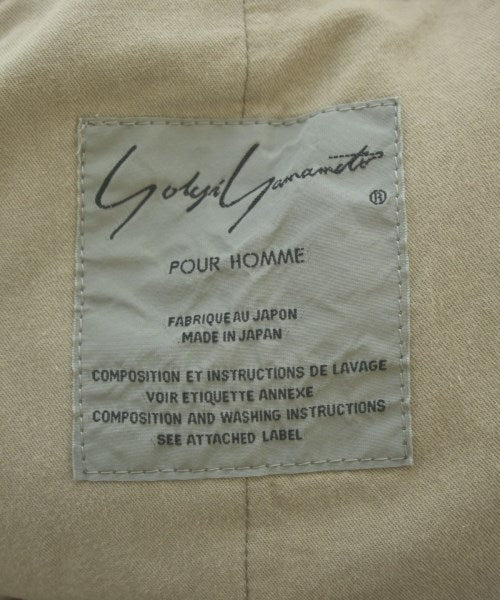 Yohji Yamamoto ®
POUR HOMME
FABRIQUE AU JAPON
MADE IN JAPAN
COMPOSITION ET INSTRUCTIONS DE LAVAGE
VOIR ETIQUETTE ANNEXE
COMPOSITION AND WASHING INSTRUCTIONS
SEE ATTACHED LABEL